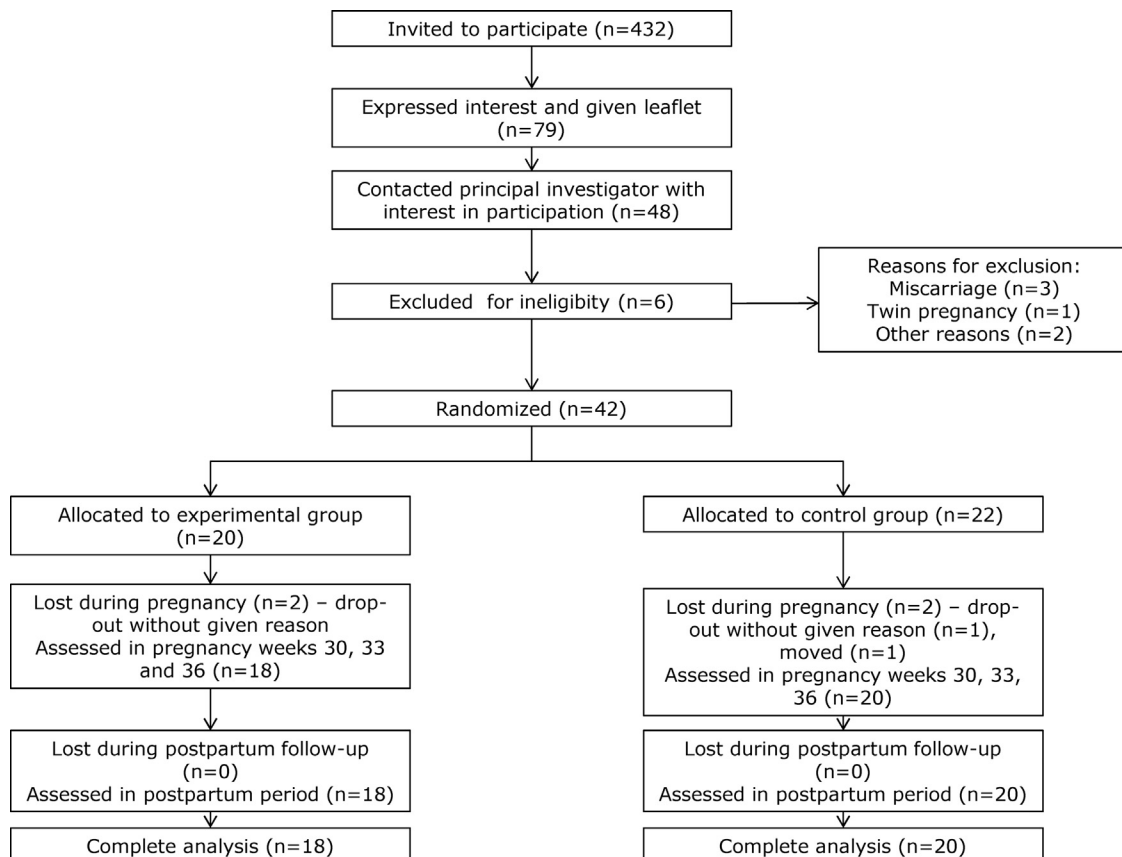 Invited to participate (n=432)
Expressed interest and given leaflet
(n=79)
Contacted principal investigator with
interest in participation (n=48)
Excluded  for ineligibity (n=6)
Reasons for exclusion:
Miscarriage (n=3)
Twin pregnancy (n=1)
Other reasons (n=2)
Randomized (n=42)
Allocated to experimental group
(n=20)
Lost during pregnancy (n=2) – drop-
out without given reason
Assessed in pregnancy weeks 30, 33
and 36 (n=18)
Lost during postpartum follow-up
(n=0)
Assessed in postpartum period (n=18)
Complete analysis (n=18)
Allocated to control group (n=22)
Lost during pregnancy (n=2) – drop-
out without given reason (n=1),
moved (n=1)
Assessed in pregnancy weeks 30, 33,
36 (n=20)
Lost during postpartum follow-up
(n=0)
Assessed in postpartum period (n=20)
Complete analysis (n=20)